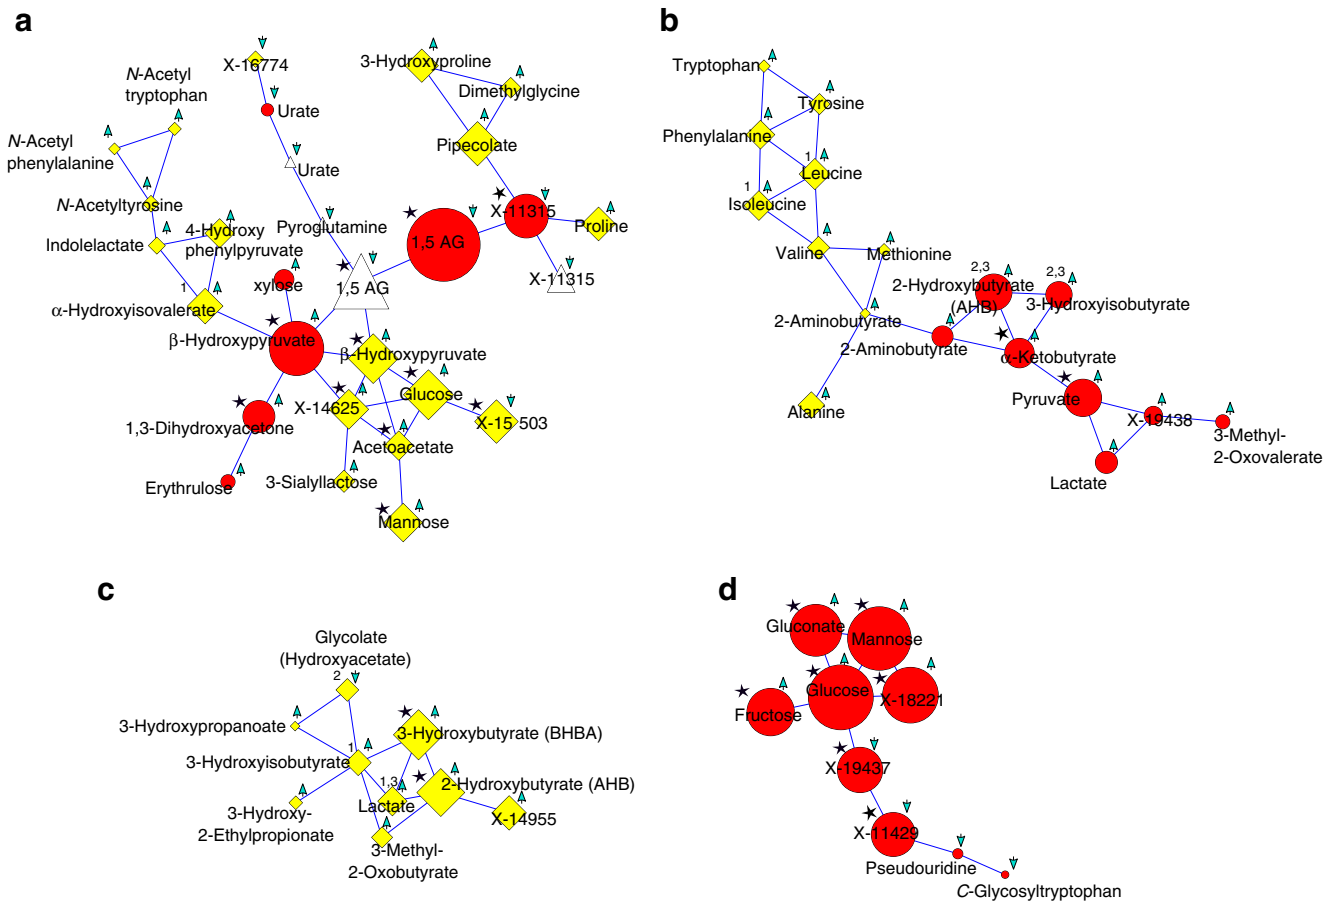 a
X-16774
N-Acetyl
tryptophan
Urate
N-Acetyl
phenylalanine
Urate
N-Acetyltyrosine
Indolelactate
4-Hydroxy
phenylpyruvate
Pyroglutamine
3-Hydroxyproline
Dimethylglycine
Pipecolate
X-11315
Proline
1,5 AG
X-11315
xylose
1,5 AG
1
α-Hydroxyisovalerate
β-Hydroxypyruvate
β-Hydroxypyruvate
Glucose
X-14625
X-15 503
1,3-Dihydroxyacetone
Acetoacetate
Erythrulose
3-Sialyllactose
Mannose
b
Tryptophan
Tyrosine
Phenylalanine
1
Leucine
1
Isoleucine
Valine
Methionine
2,3
2-Hydroxybutyrate
(AHB)
2,3
3-Hydroxyisobutyrate
2-Aminobutyrate
2-Aminobutyrate
α-Ketobutyrate
Alanine
Pyruvate
X-19438
3-Methyl-
2-Oxovalerate
Lactate
c
Glycolate
(Hydroxyacetate)
2
3-Hydroxypropanoate
3-Hydroxybutyrate (BHBA)
1
3-Hydroxyisobutyrate
1,3
Lactate
2-Hydroxybutyrate (AHB)
3-Hydroxy-
2-Ethylpropionate
X-14955
3-Methyl-
2-Oxobutyrate
d
Gluconate
Mannose
Glucose
X-18221
Fructose
X-19437
X-11429
Pseudouridine
C-Glycosyltryptophan